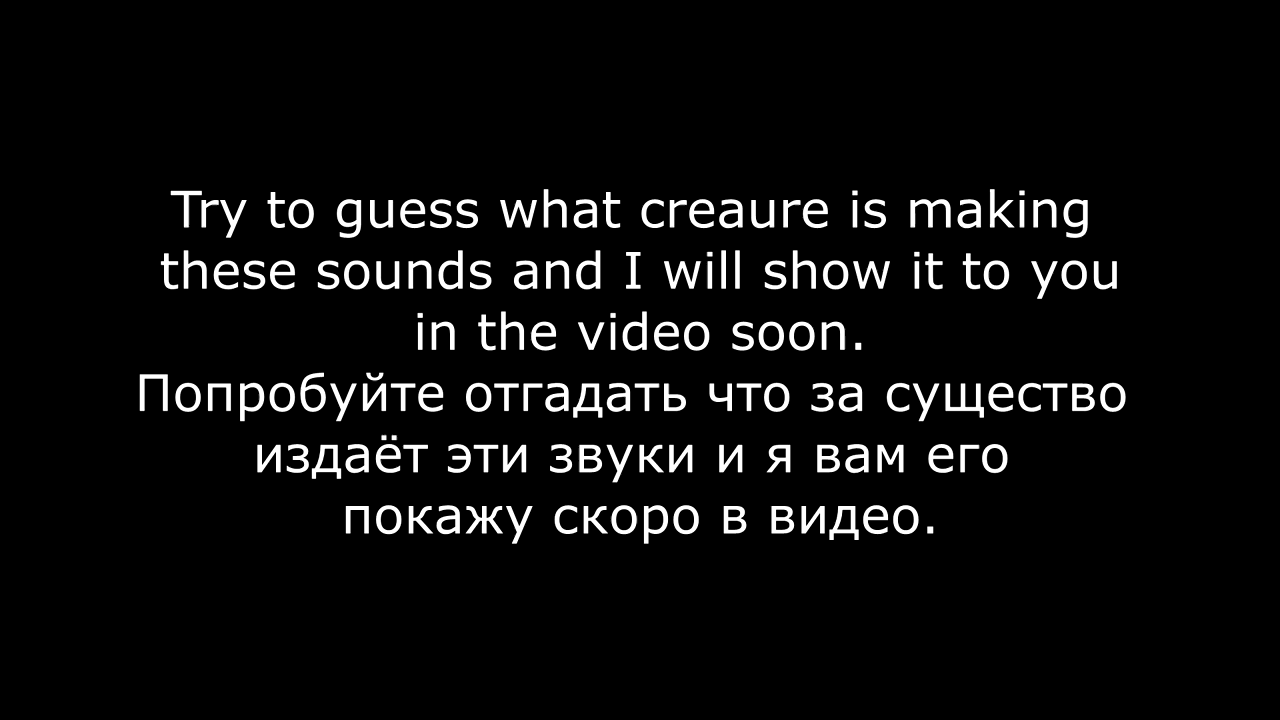 Try to guess what creaure is making
these sounds and I will show it to you
in the video soon.
Попробуйте отгадать что за существо
издаёт эти звуки и я вам его
покажу скоро в видео.